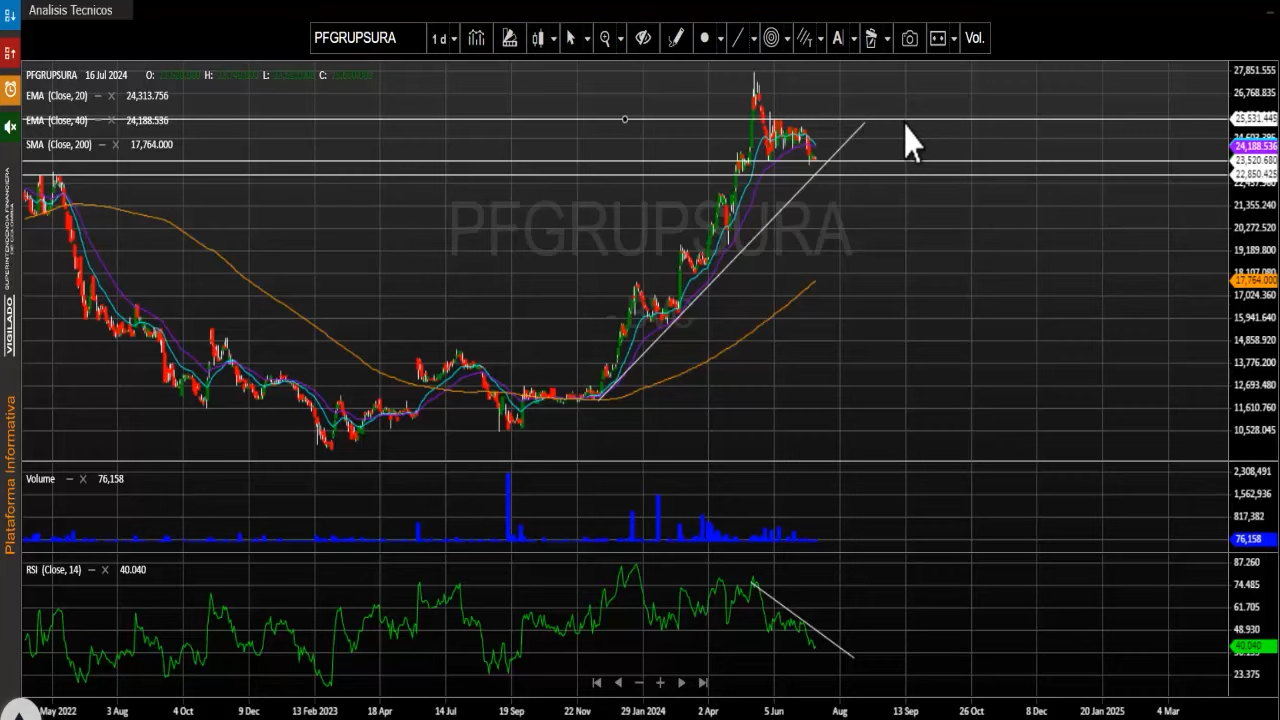 Analisis Tecnicos
PFGRUPSURA
1 d
A
Vol.
PFGRUPSURA 16 Jul 2024 O: H: L: C:
EMA (Close, 20) — X 24,313.756
EMA (Close, 40) — X 24,188.536
SMA (Close, 200) — X 17,764.000
PFGRUPSURA
27,851.555
26,768.835
25,531.445
24,188.536
23,520.680
22,850.680
21,355.240
20,272.520
19,189.800
18,107.080
17,764.000
17,024.360
15,941.640
14,858.920
13,776.200
12,693.480
11,610.760
10,528.045
Volume — X 76,158
2,308,491
1,562,936
817,382
76,158
RSI (Close, 14) — X 40.040
87.260
74.485
61.705
48.930
40.040
23.375
May 2022 3 Aug 4 Oct 9 Dec 13 Feb 2023 18 Apr 14 Jul 19 Sep 22 Nov 29 Jan 2024 2 Apr 5 Jun Aug 13 Sep 26 Oct 8 Dec 20 Jan 2025 4 Mar
VIGILADO
Plataforma Informativa